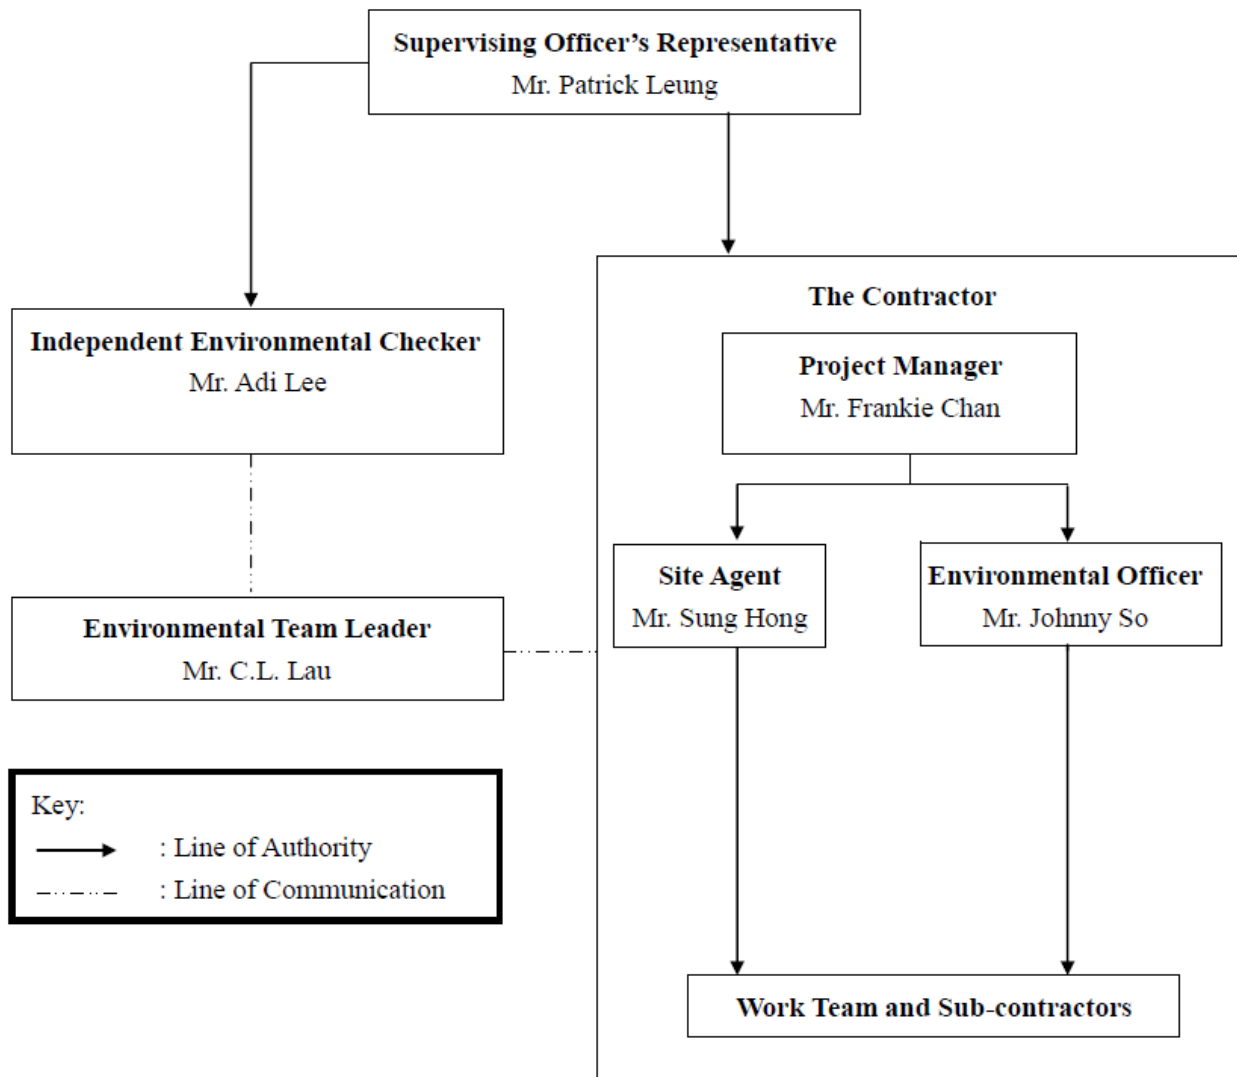 Supervising Officer’s Representative
Mr. Patrick Leung
Independent Environmental Checker
Mr. Adi Lee
Environmental Team Leader
Mr. C.L. Lau
The Contractor
Project Manager
Mr. Frankie Chan
Site Agent
Mr. Sung Hong
Environmental Officer
Mr. Johnny So
Work Team and Sub-contractors
Key:
: Line of Authority
: Line of Communication